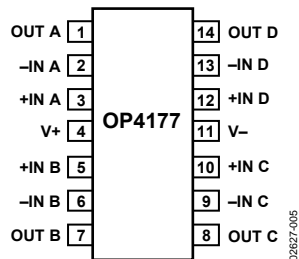 OUT A 1 14 OUT D
–IN A 2 13 –IN D
+IN A 3 12 +IN D
V+ 4 OP4177 11 V–
+IN B 5 10 +IN C
–IN B 6 9 –IN C
OUT B 7 8 OUT C
02627-005